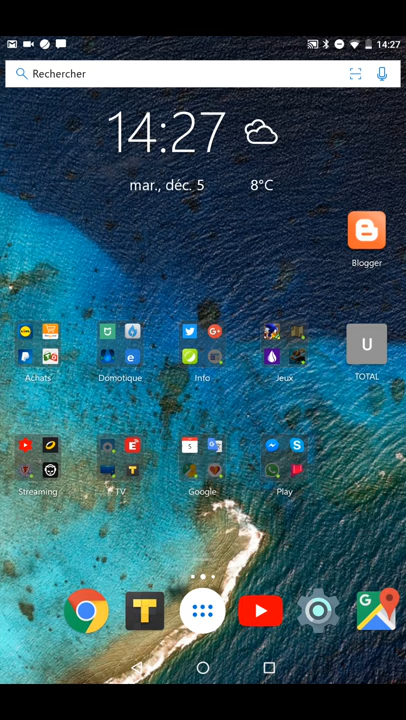 14:27
Rechercher
14:27
mar., déc. 5
8°C
Blogger
Achats
Domotique
Info
Jeux
U
TOTAL
5
Streaming
TV
Google
Play
T
G